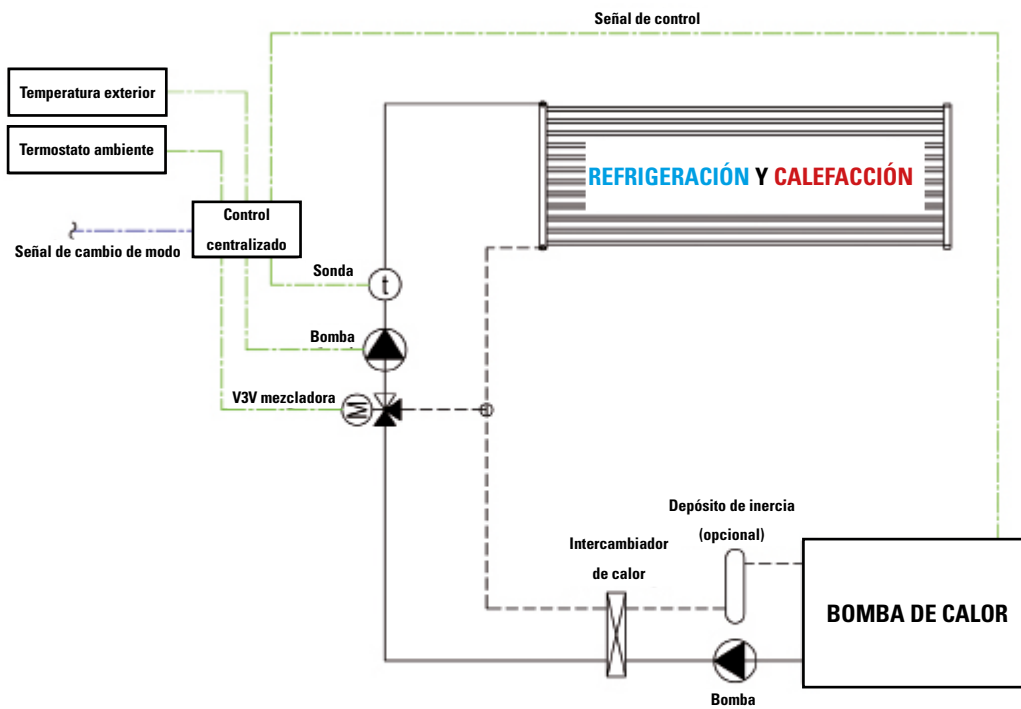 Señal de control
Temperatura exterior
Termostato ambiente
REFRIGERACIÓN Y CALEFACCIÓN
Control
centralizado
Señal de cambio de modo
Sonda
t
Bomba
V3V mezcladora
M
Depósito de inercia
(opcional)
Intercambiador
de calor
BOMBA DE CALOR
Bomba